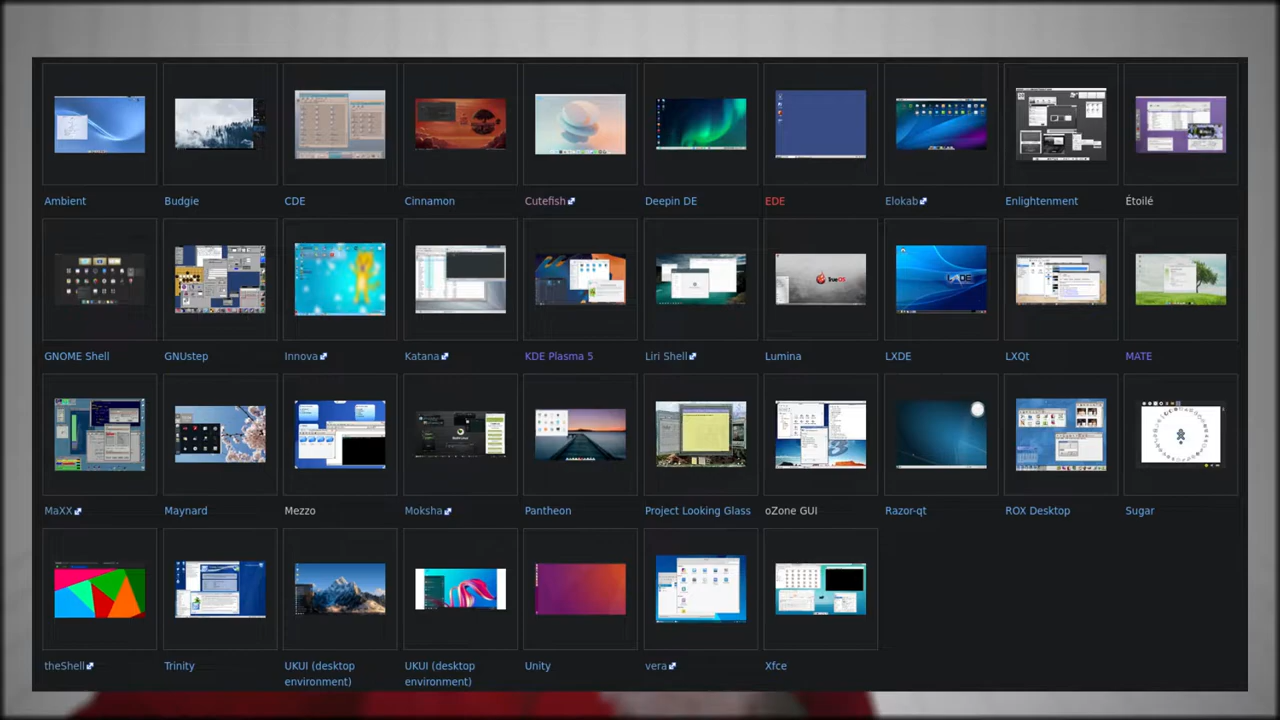 Ambient
Budgie
CDE
Cinnamon
Cutefish
Deepin DE
EDE
Elokab
Enlightenment
Étoilé
TrueOS
GNOME Shell
GNUstep
Innova
Katana
KDE Plasma 5
Liri Shell
Lumina
LXDE
LXQt
MATE
MaXX
Maynard
Mezzo
Moksha
Pantheon
Project Looking Glass
oZone GUI
Razor-qt
ROX Desktop
Sugar
theShell
Trinity
UKUI (desktop
environment)
UKUI (desktop
environment)
Unity
vera
Xfce